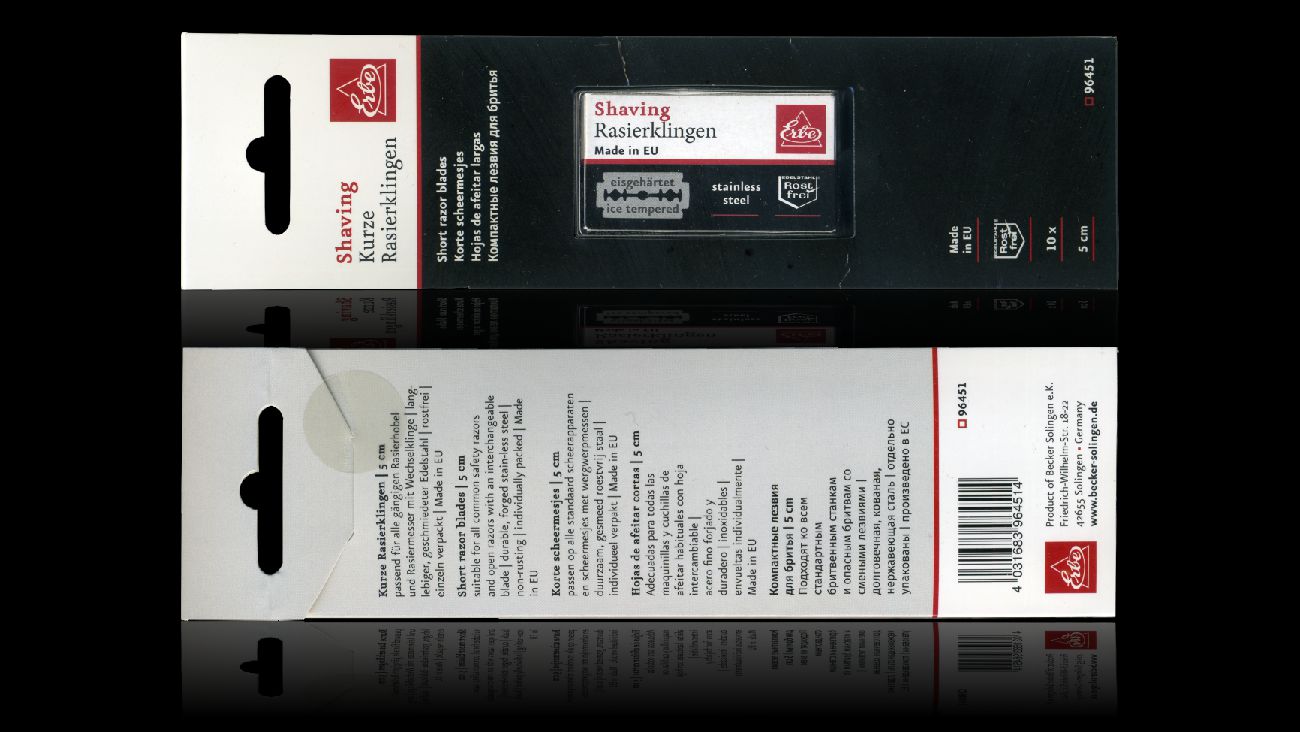 Erbe
Shaving
Kurze
Rasierklingen
Short razor blades
Korte scheermesjes
Hojas de afeitar largas
Компактные лезвия для бритья
Shaving
Rasierklingen
Made in EU
Erbe
eisgehärtet
ice tempered
stainless
steel
EDELSTAHL
Rost
frei
96451
Made
in EU
EDELSTAHL
Rost
frei
10 x
5 cm
Kurze Rasierklingen | 5 cm
passend für alle gängigen Rasierhobel
und Rasiermesser mit Wechselklinge | lang-
lebiger, geschmiedeter Edelstahl | rostfrei |
einzeln verpackt | Made in EU
Short razor blades | 5 cm
suitable for all common safety razors
and open razors with an interchangeable
blade | durable, forged stain-less steel |
non-rusting | individually packed | Made
in EU
Korte scheermesjes | 5 cm
passen op alle standaard scheerapparaten
en scheermesjes met wergwerpmessen |
duurzaam, gesmeed roestvrij staal |
individueel verpakt | Made in EU
Hojas de afeitar cortas | 5 cm
Adecuadas para todas las
maquinillas y cuchillas de
afeitar habituales con hoja
intercambiable |
acero fino forjado y
duradero | inoxidables |
envueltas individualmente |
Made in EU
Компактные лезвия
для бритья | 5 cm
Подходят ко всем
стандартным
бритвенным станкам
и опасным бритвам со
смеными лезвиями |
долговечная, кованая,
нержавеющая сталь | отдельно
упакованы | произведено в ЕС
96451
4 031683 964514
Erbe
Product of Becker Solingen e.K.
Friedrich-Wilhelm-Str. 18-22
42655 Solingen • Germany
www.becker-solingen.de